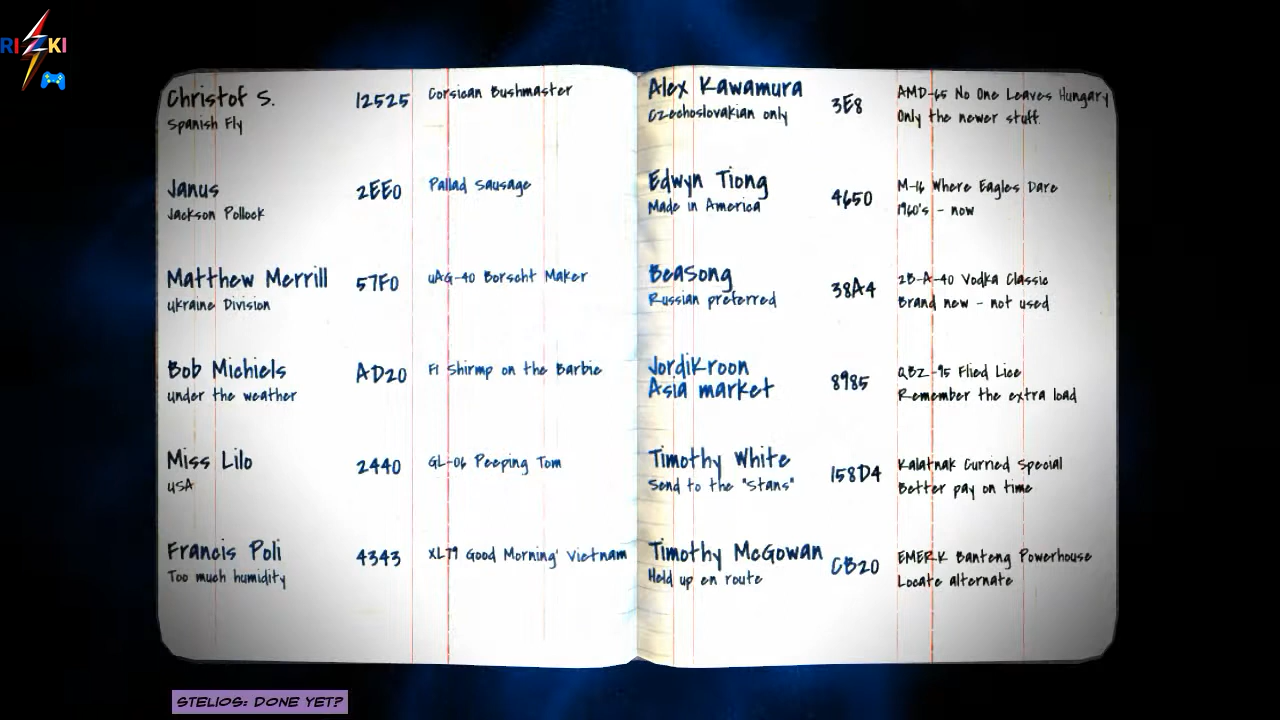 RIZKI
Christof S. 12525 Corsican Bushmaster
Spanish Fly
Janus 2EE0 Pallad Sausage
Jackson Pollock
Matthew Merrill 57F0 UAG-40 Borscht Maker
Ukraine Division
Bob Michiels AD20 F1 Shirmp on the Barbie
under the weather
Miss Lilo 2440 GL-06 Peeping Tom
USA
Francis Poli 4343 XL79 Good Morning' Vietnam
Too much humidity
Alex Kawamura 3E8 AMD-65 No One Leaves Hungary
Czechoslovakian only Only the newer stuff.
Edwyn Tiong 4650 M-16 Where Eagles Dare
Made in America 1960's - now
BeaSong 38A4 2B-A-40 Vodka Classic
Russian preferred Brand new - not used
JordiKroon 8985 QBZ-95 Flied Lice
Asia market Remember the extra load
Timothy White 158D4 Kalatnak Curried Special
Send to the "Stans" Better pay on time
Timothy McGowan CB20 EMERK Banteng Powerhouse
Held up en route Locate alternate
STELIOS: DONE YET?